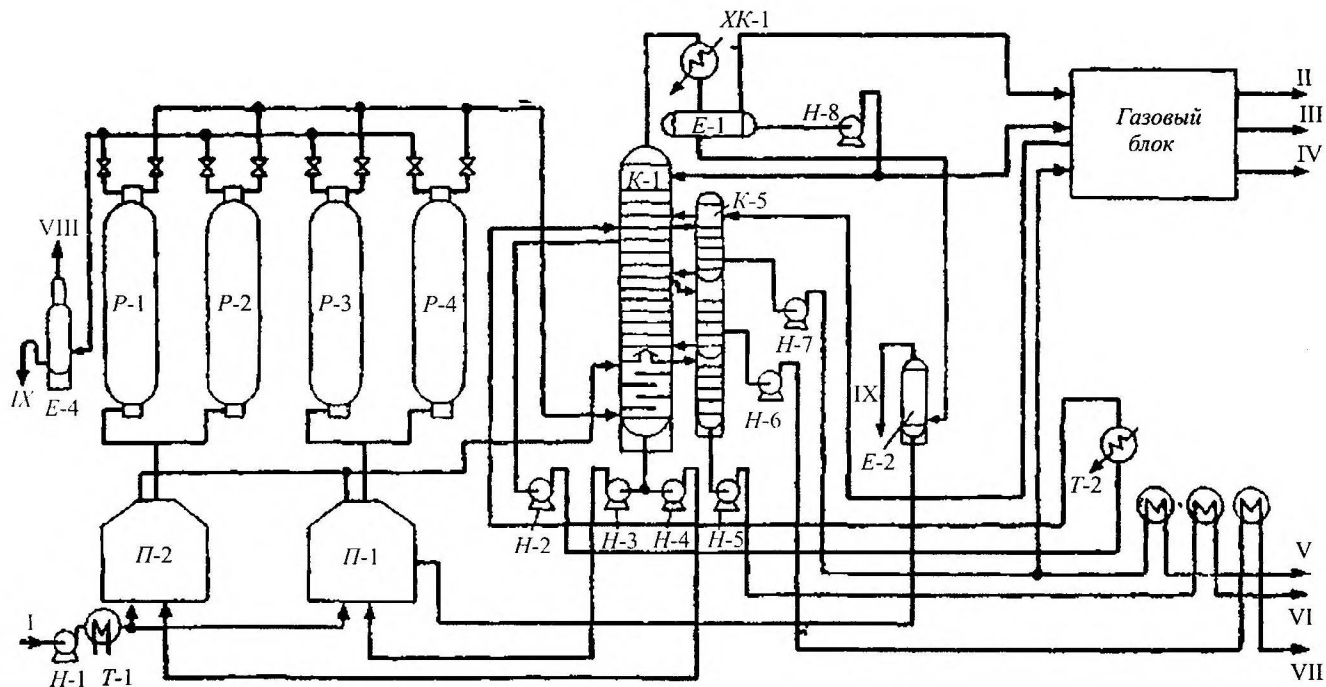 ХК-1
II
Газовый
блок
III
IV
Н-8
Е-1
К-1
К-5
VIII
Р-1
Р-2
Р-3
Р-4
Н-7
IX
Е-4
Н-6
IX
Е-2
Т-2
Н-2
Н-3
Н-4
Н-5
П-2
П-1
V
VI
VII
I
Н-1
Т-1